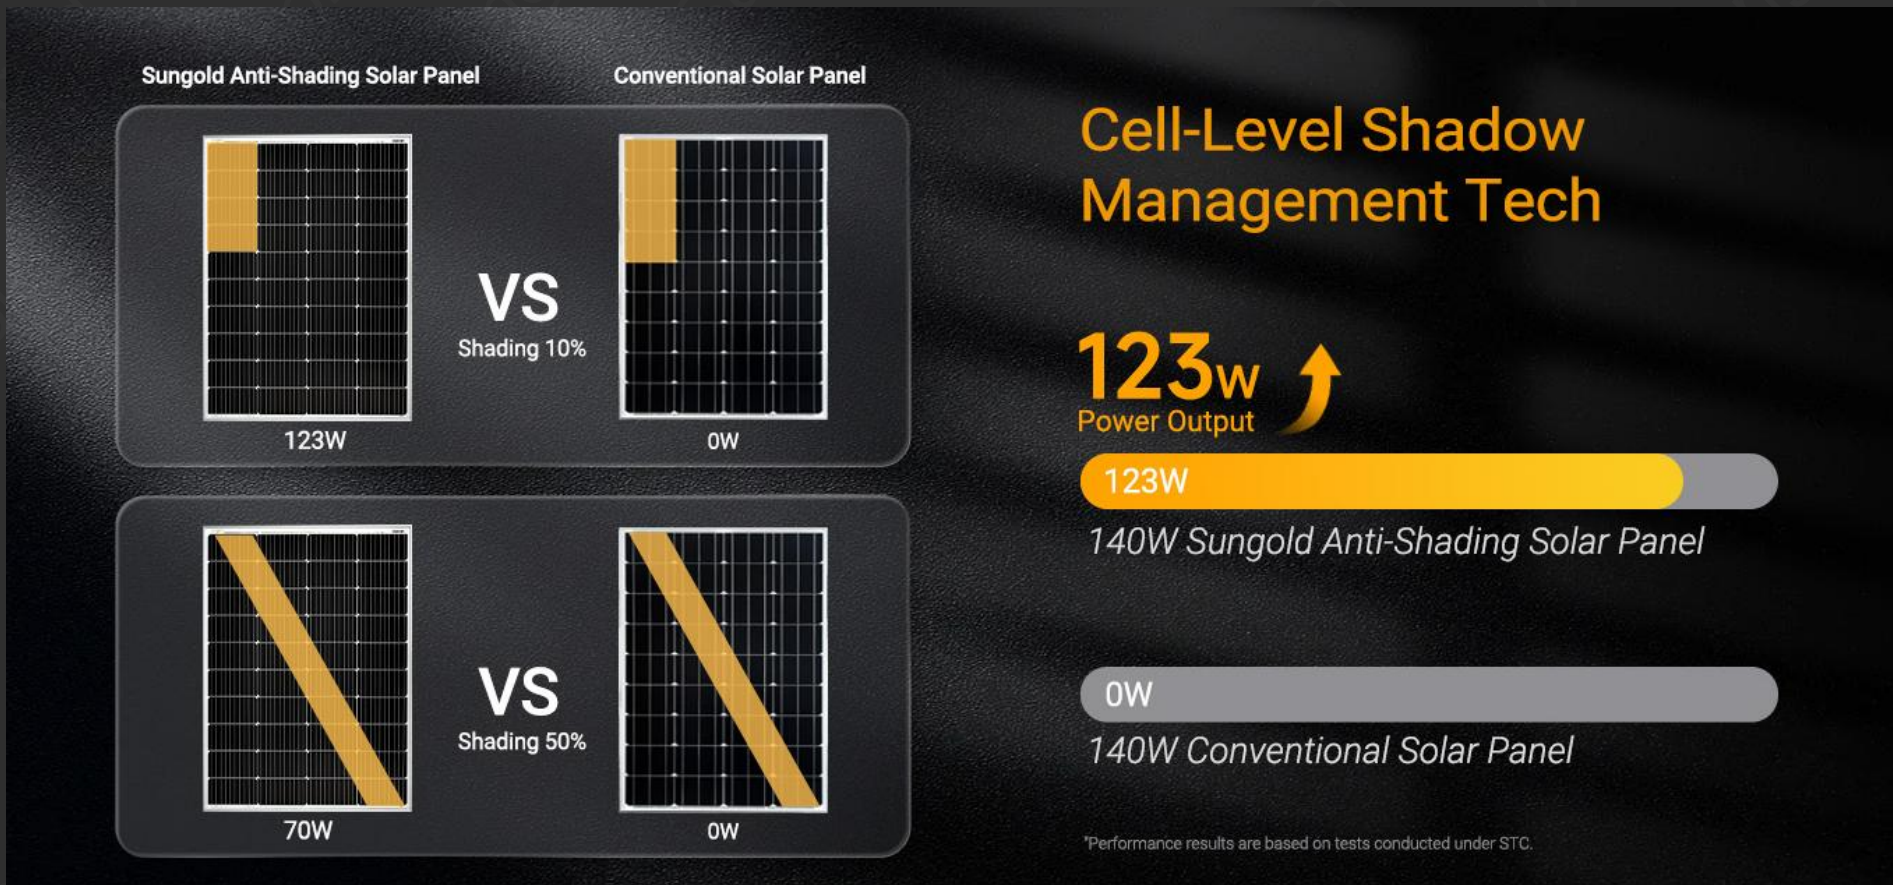 Sungold Anti-Shading Solar Panel
Conventional Solar Panel
VS
Shading 10%
123W
0W
VS
Shading 50%
70W
0W
Cell-Level Shadow
Management Tech
123W
Power Output
123W
140W Sungold Anti-Shading Solar Panel
0W
140W Conventional Solar Panel
*Performance results are based on tests conducted under STC.